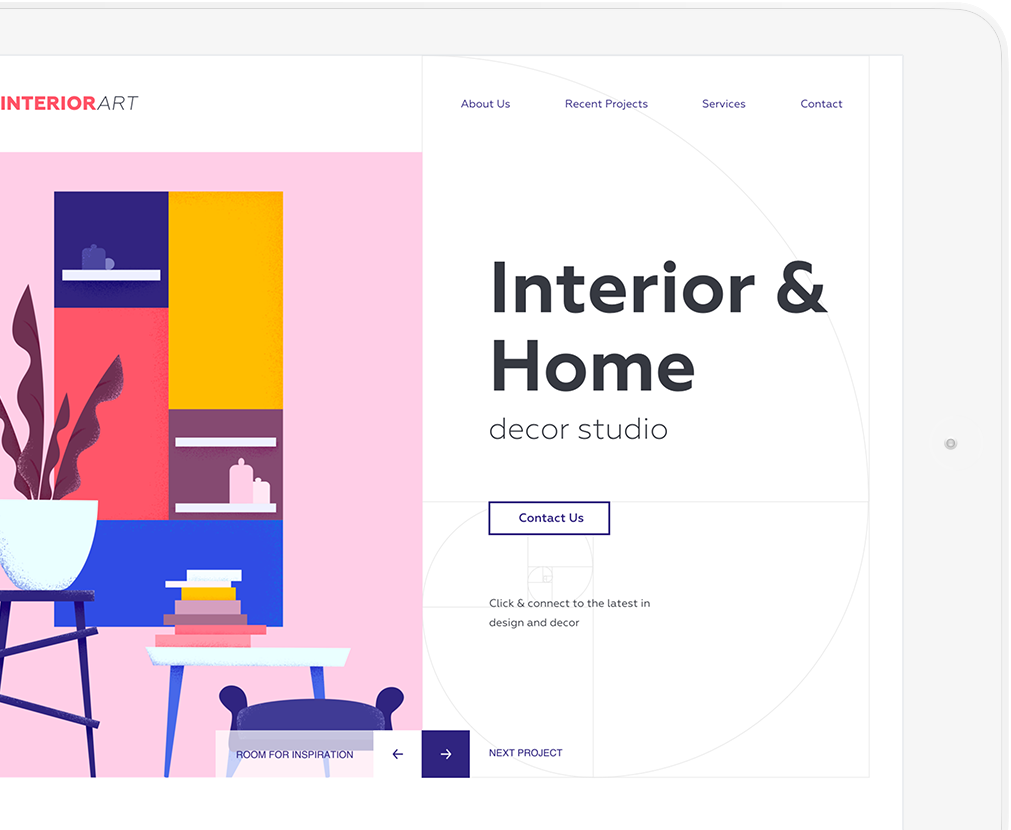 INTERIORART
About Us
Recent Projects
Services
Contact
Interior &
Home
decor studio
Contact Us
Click & connect to the latest in
design and decor
ROOM FOR INSPIRATION
NEXT PROJECT